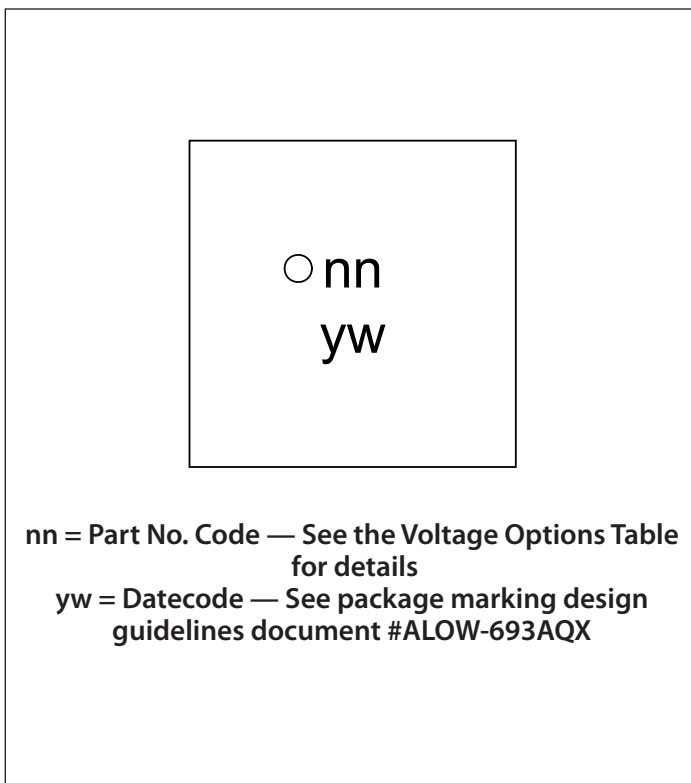 nn
yw
nn = Part No. Code — See the Voltage Options Table
for details
yw = Datecode — See package marking design
guidelines document #ALOW-693AQX